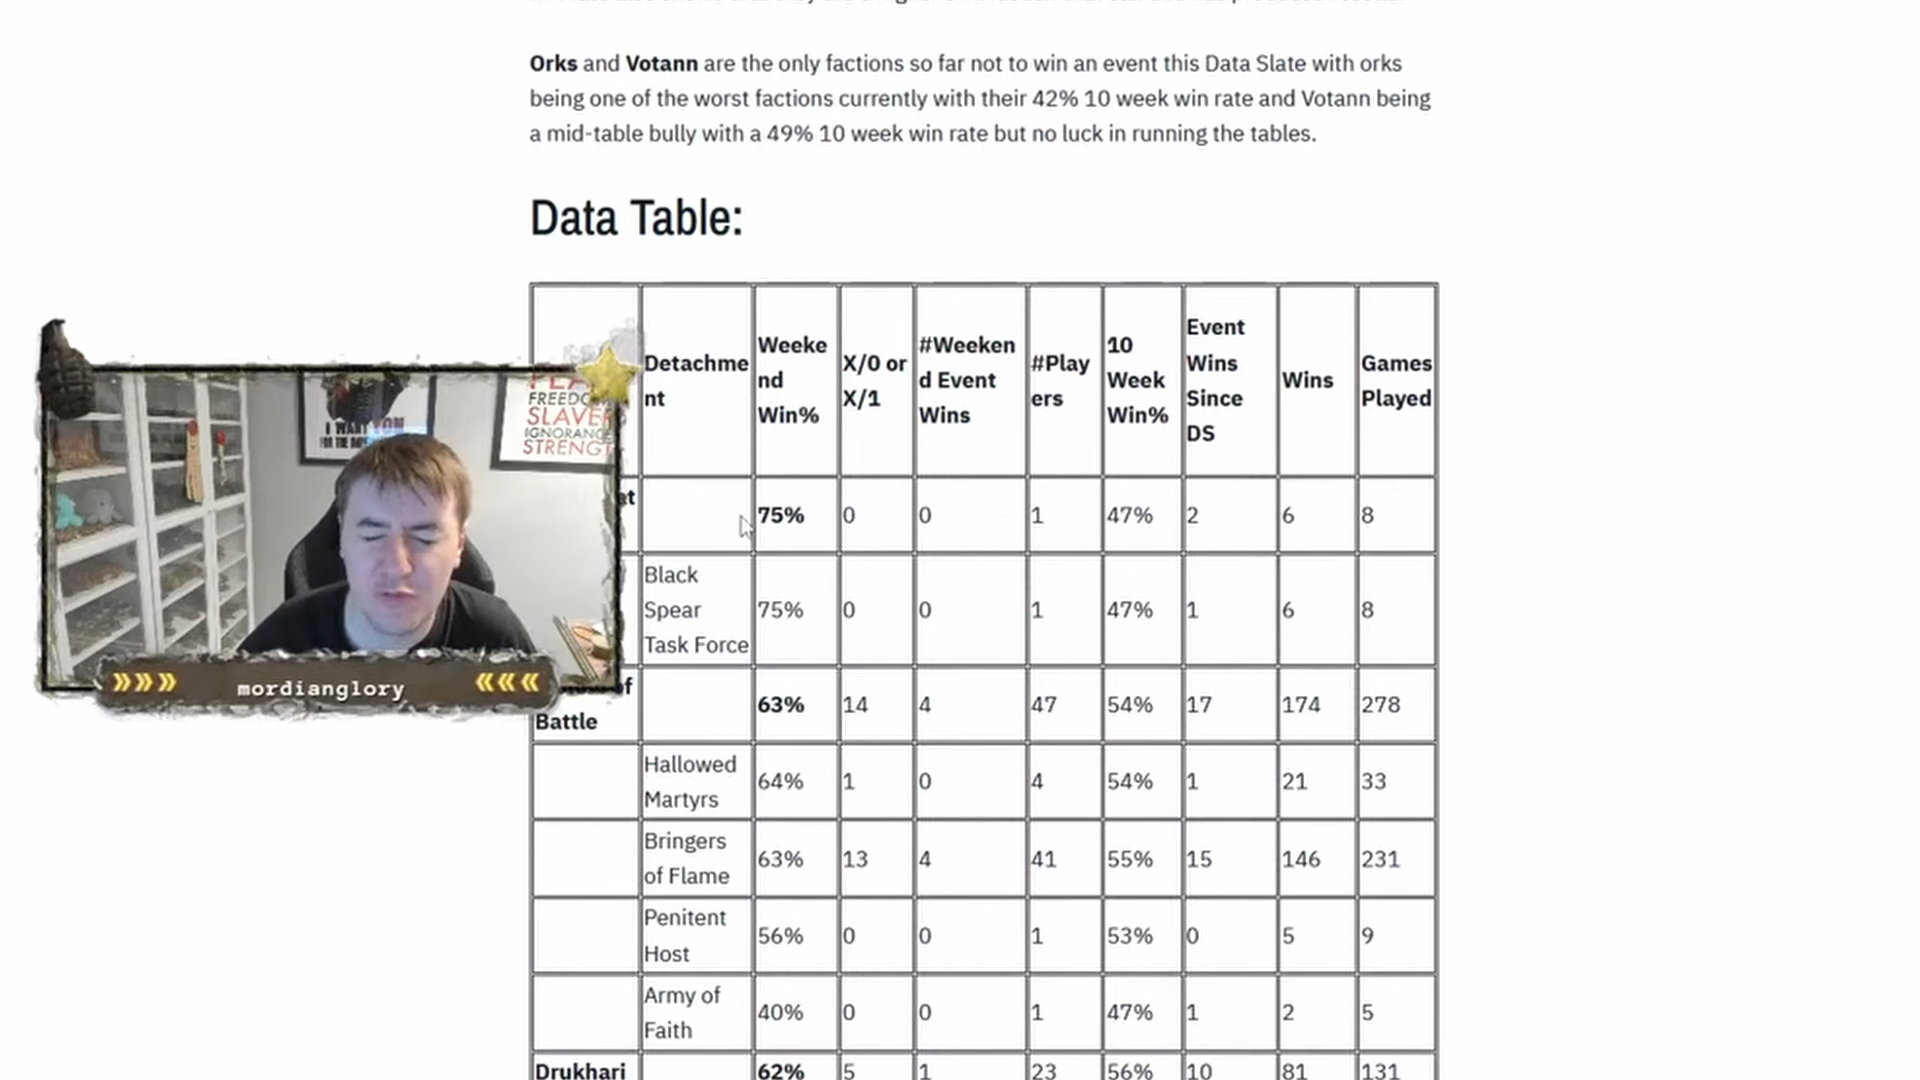 Orks and Votann are the only factions so far not to win an event this Data Slate with orks
being one of the worst factions currently with their 42% 10 week win rate and Votann being
a mid-table bully with a 49% 10 week win rate but no luck in running the tables.
Data Table:
Detachme
nt
Weeke
nd
Win%
X/0 or
X/1
#Weeken
d Event
Wins
#Play
ers
10
Week
Win%
Event
Wins
Since
DS
Wins
Games
Played
75% 0 0 1 47% 2 6 8
Black
Spear
Task Force
75% 0 0 1 47% 1 6 8
Battle
63% 14 4 47 54% 17 174 278
Hallowed
Martyrs
64% 1 0 4 54% 1 21 33
Bringers
of Flame
63% 13 4 41 55% 15 146 231
Penitent
Host
56% 0 0 1 53% 0 5 9
Army of
Faith
40% 0 0 1 47% 1 2 5
Drukhari 62% 5 1 23 56% 10 81 131
I WANT YOU
FREEDO
SLAVER
IGNORANC
STRENGT
mordianglory